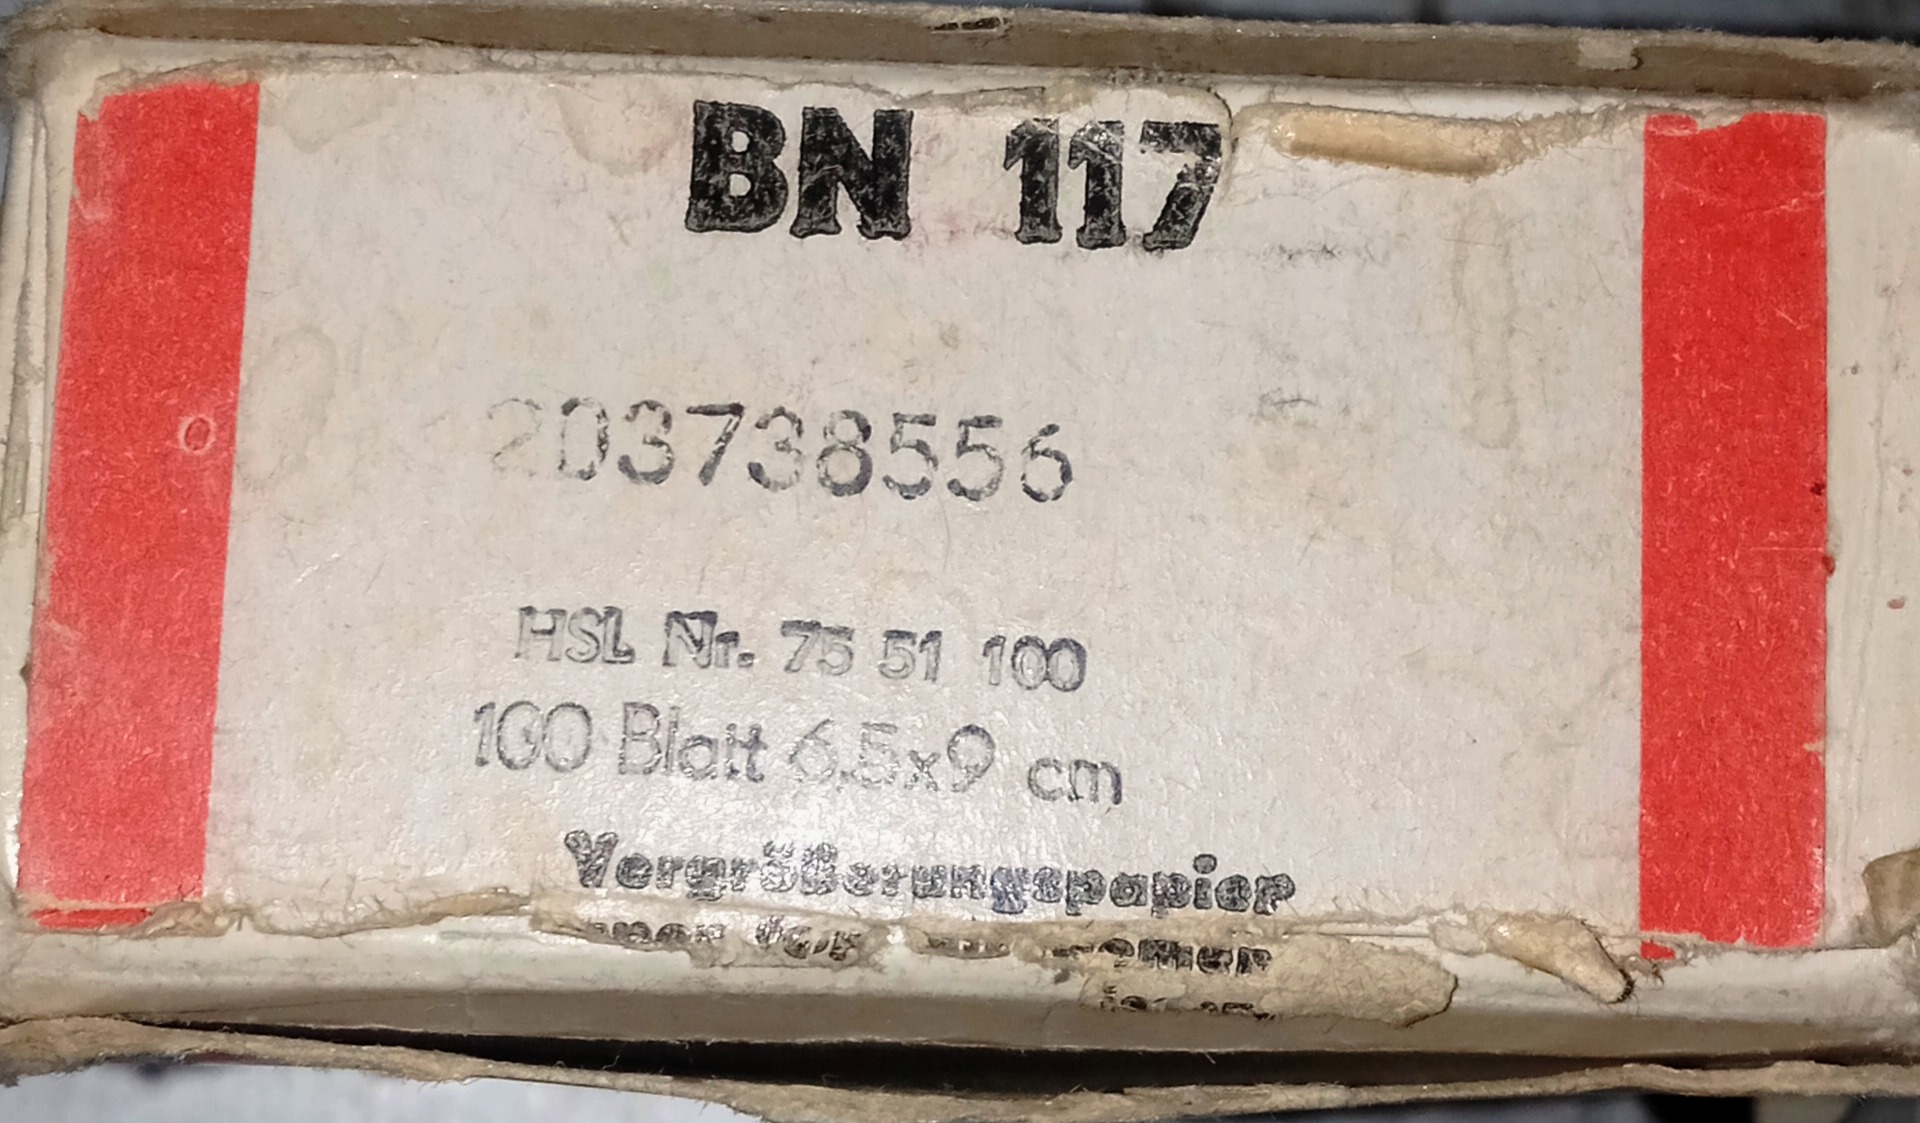 BN 117
203738556
HSL Nr. 75 51 100
100 Blatt 6,5x9 cm
Vergrößerungspapier